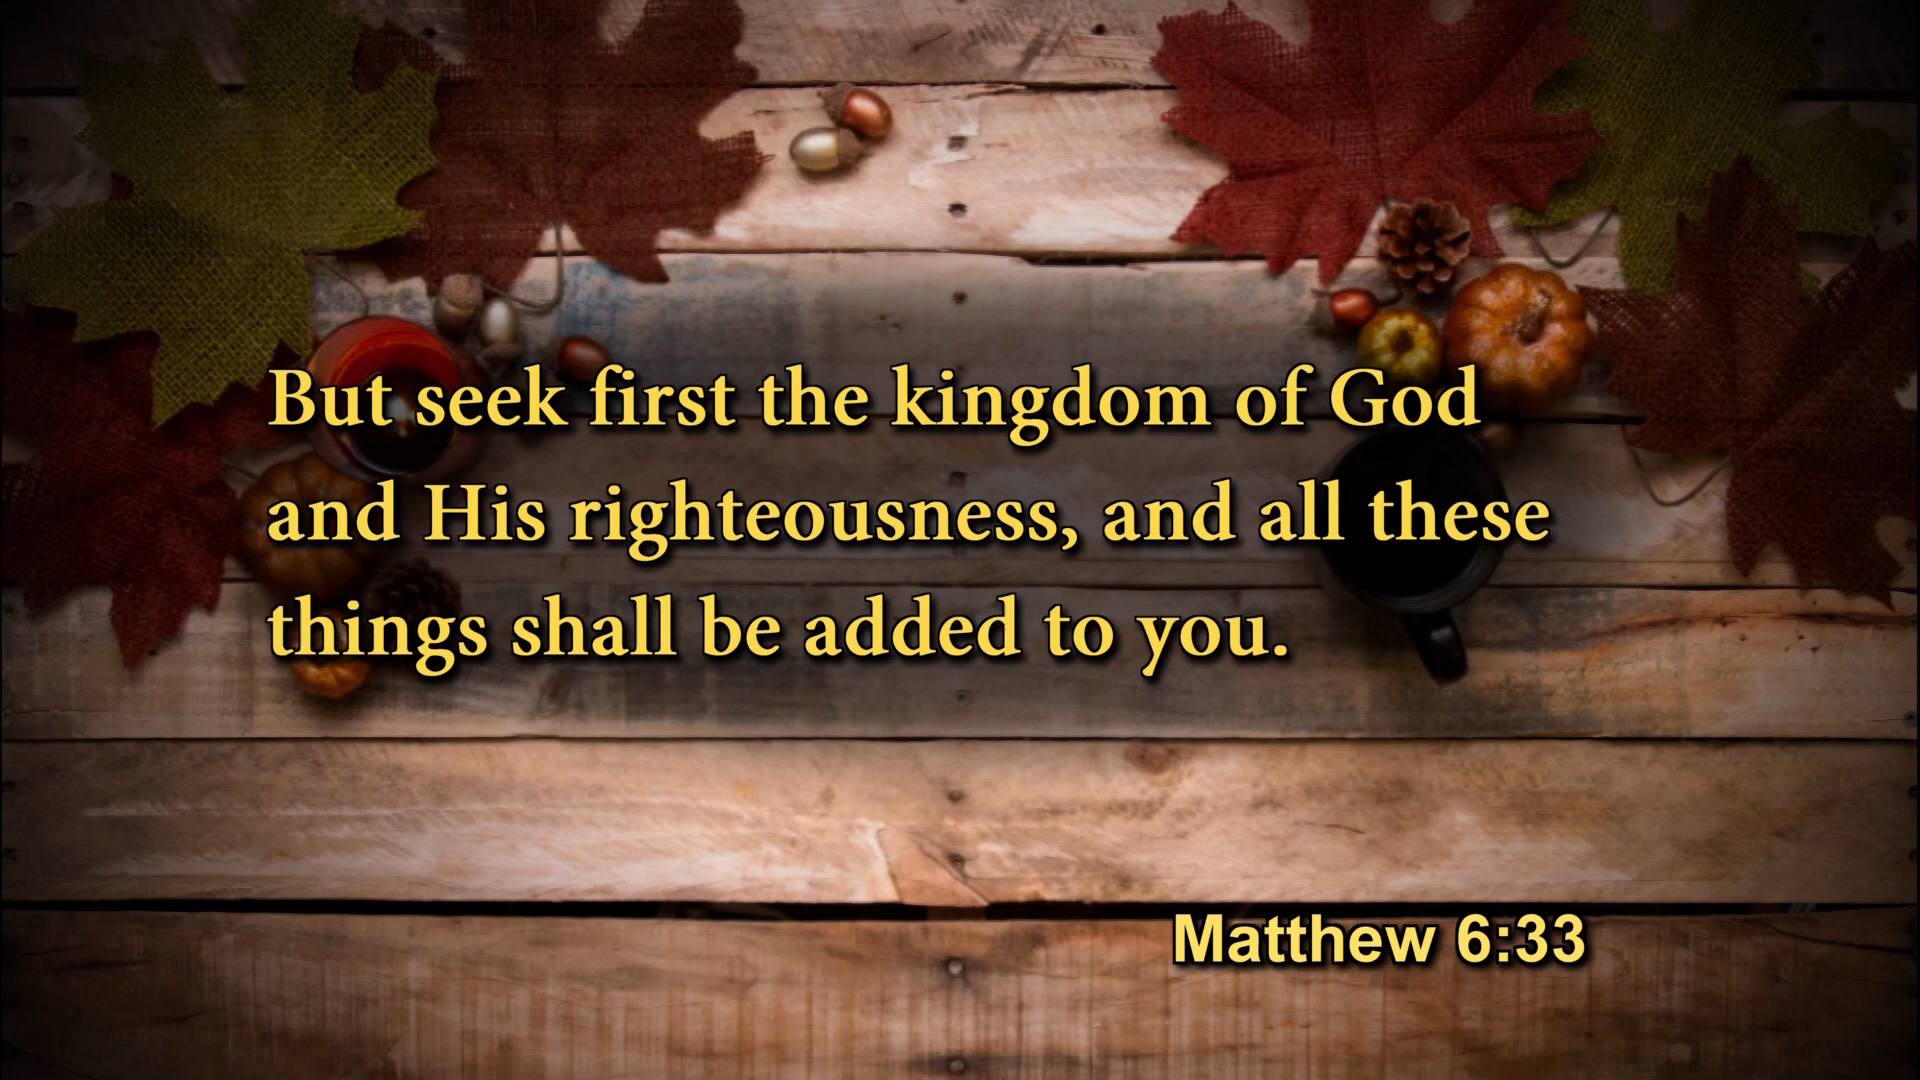 But seek first the kingdom of God
and His righteousness, and all these
things shall be added to you.
Matthew 6:33